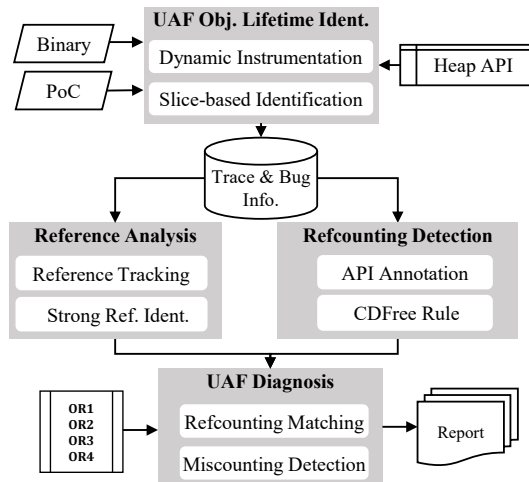 UAF Obj. Lifetime Ident.
Binary
Dynamic Instrumentation
Heap API
PoC
Slice-based Identification
Trace & Bug
Info.
Reference Analysis
Reference Tracking
Strong Ref. Ident.
Refcounting Detection
API Annotation
CDFree Rule
UAF Diagnosis
OR1
OR2
OR3
OR4
Refcounting Matching
Miscounting Detection
Report